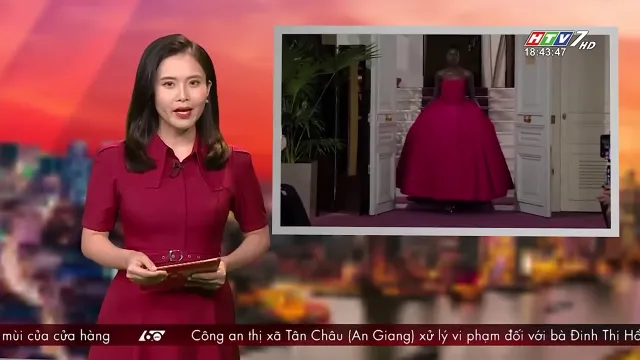 HTV7 HD
18:43:47
mùi của cửa hàng 60 Công an thị xã Tân Châu (An Giang) xử lý vi phạm đối với bà Đinh Thị